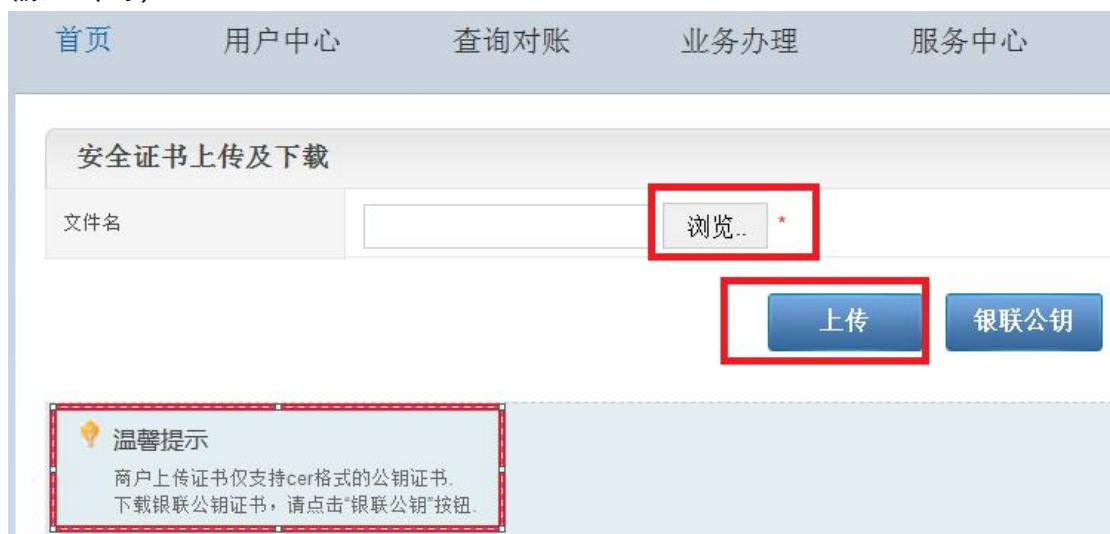 首页 用户中心 查询对账 业务办理 服务中心
安全证书上传及下载
文件名 浏览.. *
上传 银联公钥
温馨提示
商户上传证书仅支持cer格式的公钥证书.
下载银联公钥证书，请点击“银联公钥”按钮.